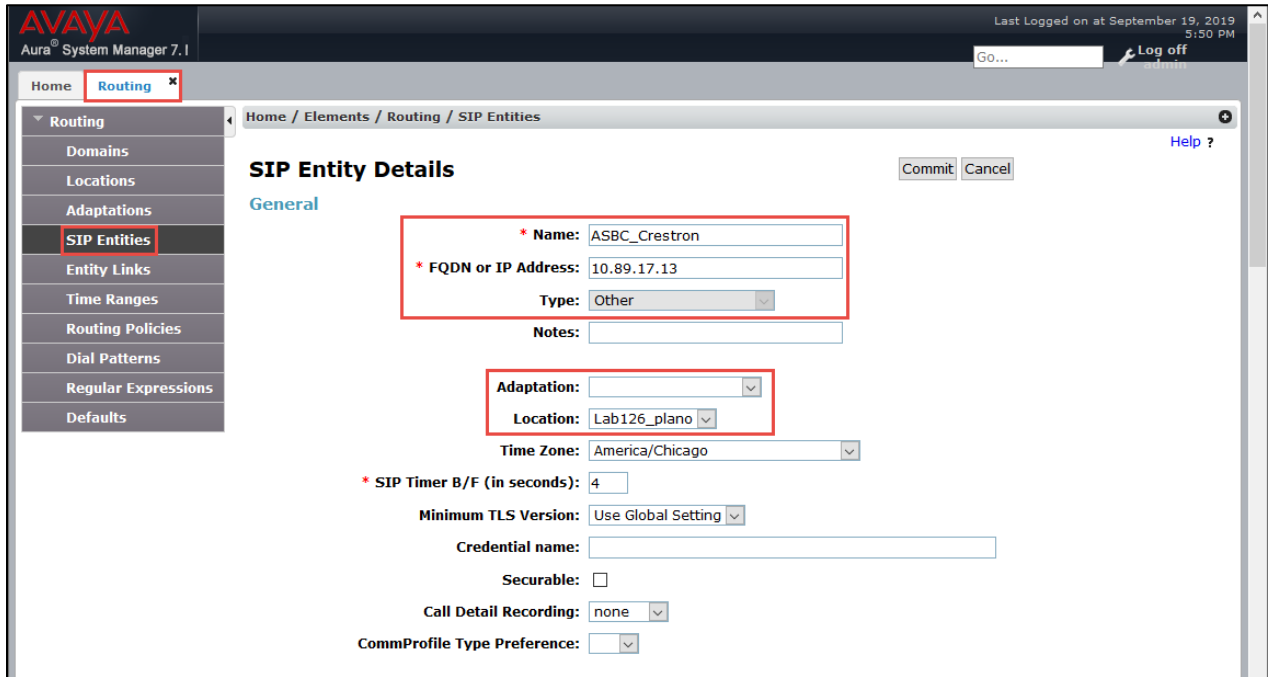 AVAYA
Aura® System Manager 7.1
Last Logged on at September 19, 2019
5:50 PM
Go...
Log off
admin
Home
Routing ×
Routing
Domains
Locations
Adaptations
SIP Entities
Entity Links
Time Ranges
Routing Policies
Dial Patterns
Regular Expressions
Defaults
Home / Elements / Routing / SIP Entities
Help ?
SIP Entity Details
Commit Cancel
General
* Name: ASBC_Crestron
* FQDN or IP Address: 10.89.17.13
Type: Other
Notes:
Adaptation:
Location: Lab126_plano
Time Zone: America/Chicago
* SIP Timer B/F (in seconds): 4
Minimum TLS Version: Use Global Setting
Credential name:
Securable:
Call Detail Recording: none
CommProfile Type Preference: